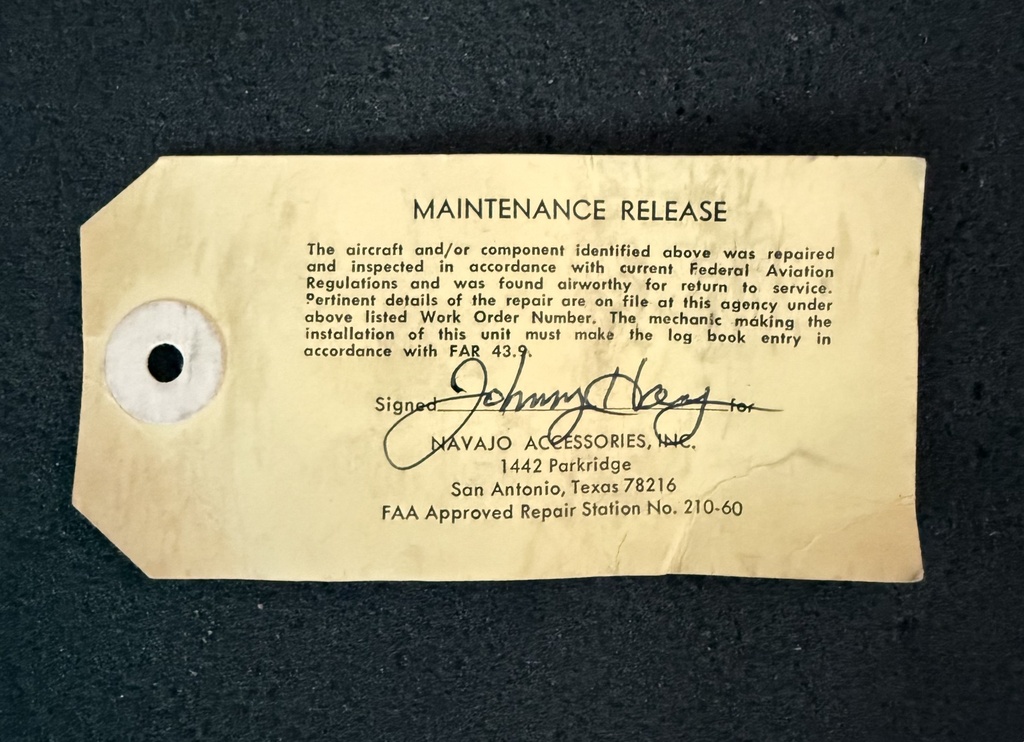 MAINTENANCE RELEASE
The aircraft and/or component identified above was repaired
and inspected in accordance with current Federal Aviation
Regulations and was found airworthy for return to service.
Pertinent details of the repair are on file at this agency under
above listed Work Order Number. The mechanic making the
installation of this unit must make the log book entry in
accordance with FAR 43.9.
Signed Johnny for
NAVAJO ACCESSORIES, INC.
1442 Parkridge
San Antonio, Texas 78216
FAA Approved Repair Station No. 210-60